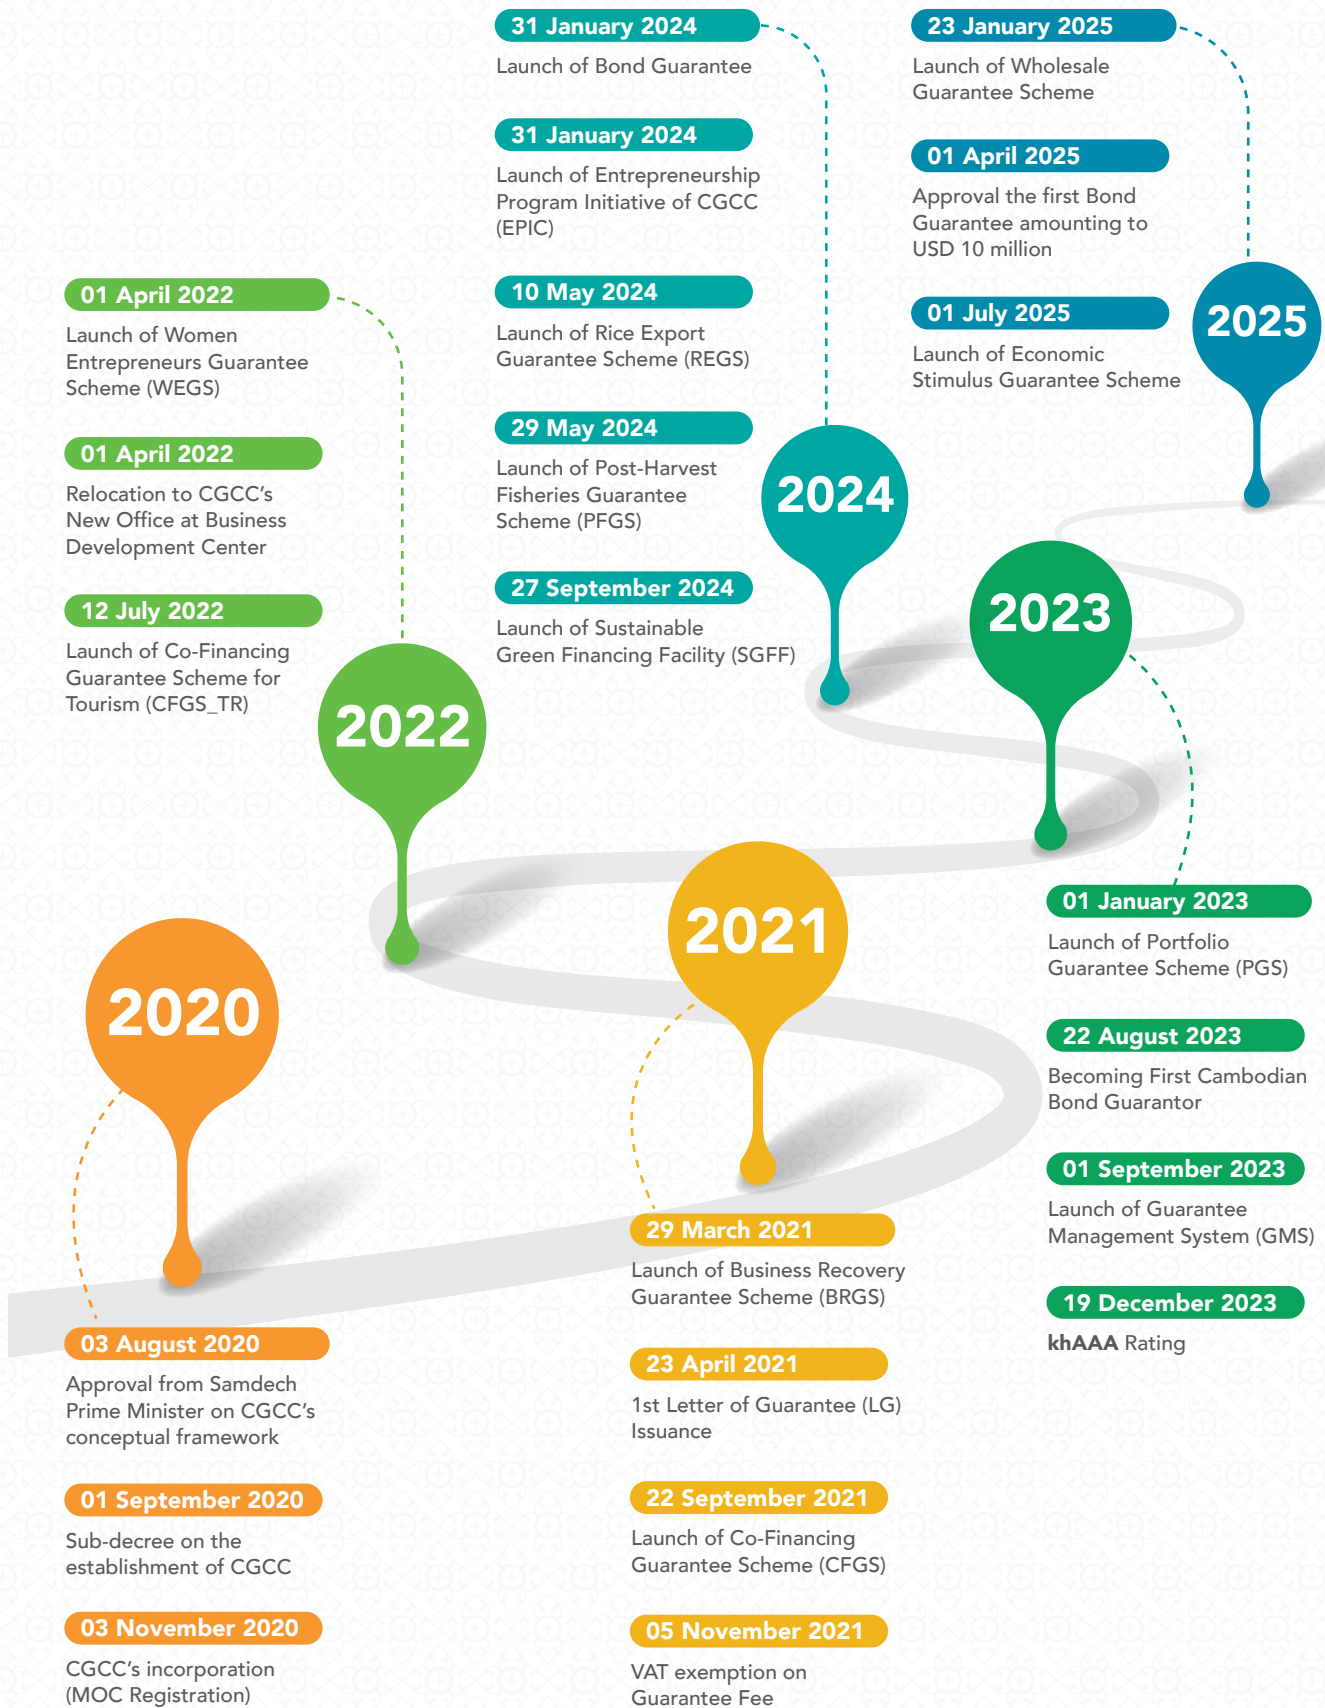 2020
03 August 2020
Approval from Samdech
Prime Minister on CGCC's
conceptual framework
01 September 2020
Sub-decree on the
establishment of CGCC
03 November 2020
CGCC's incorporation
(MOC Registration)
2021
29 March 2021
Launch of Business Recovery
Guarantee Scheme (BRGS)
23 April 2021
1st Letter of Guarantee (LG)
Issuance
22 September 2021
Launch of Co-Financing
Guarantee Scheme (CFGS)
05 November 2021
VAT exemption on
Guarantee Fee
2022
01 April 2022
Launch of Women
Entrepreneurs Guarantee
Scheme (WEGS)
01 April 2022
Relocation to CGCC's
New Office at Business
Development Center
12 July 2022
Launch of Co-Financing
Guarantee Scheme for
Tourism (CFGS_TR)
2023
01 January 2023
Launch of Portfolio
Guarantee Scheme (PGS)
22 August 2023
Becoming First Cambodian
Bond Guarantor
01 September 2023
Launch of Guarantee
Management System (GMS)
19 December 2023
khAAA Rating
2024
31 January 2024
Launch of Bond Guarantee
31 January 2024
Launch of Entrepreneurship
Program Initiative of CGCC
(EPIC)
10 May 2024
Launch of Rice Export
Guarantee Scheme (REGS)
29 May 2024
Launch of Post-Harvest
Fisheries Guarantee
Scheme (PFGS)
27 September 2024
Launch of Sustainable
Green Financing Facility (SGFF)
2025
23 January 2025
Launch of Wholesale
Guarantee Scheme
01 April 2025
Approval the first Bond
Guarantee amounting to
USD 10 million
01 July 2025
Launch of Economic
Stimulus Guarantee Scheme